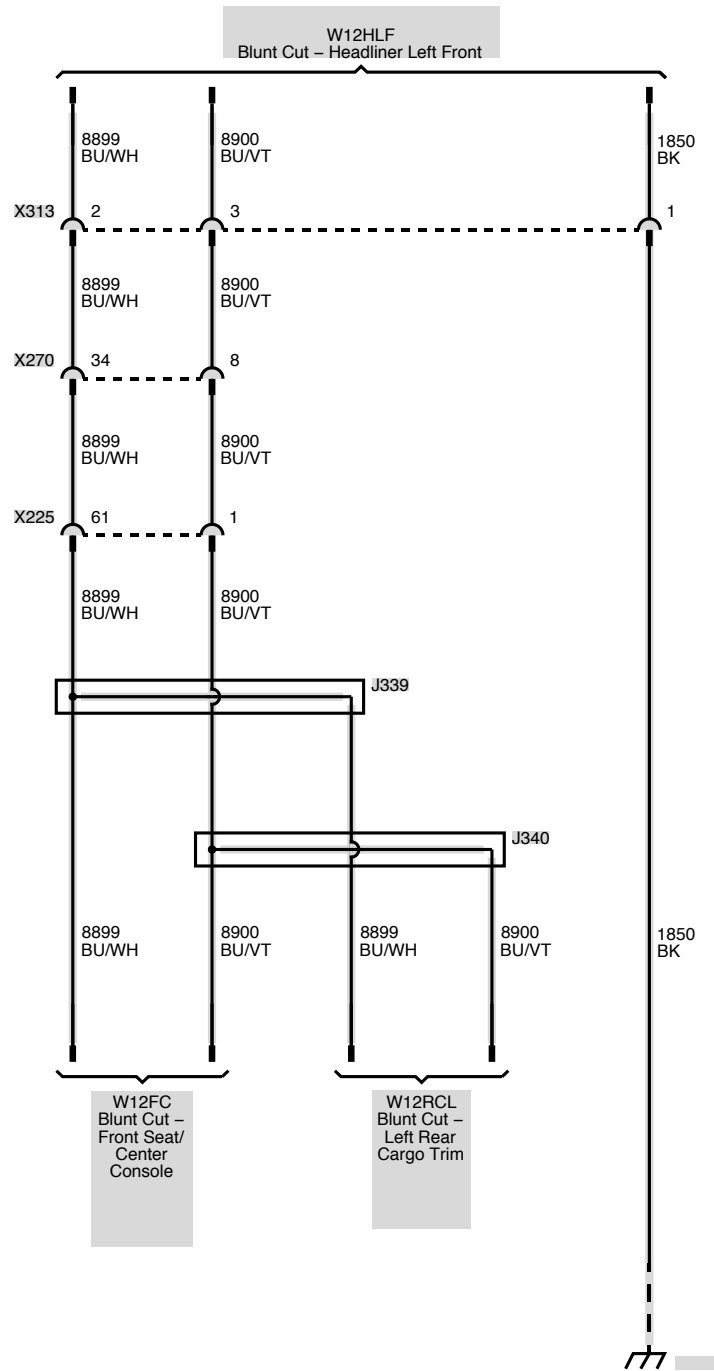 W12HLF
Blunt Cut – Headliner Left Front
8899
BU/WH
8900
BU/VT
1850
BK
X313
2
3
1
8899
BU/WH
8900
BU/VT
X270
34
8
8899
BU/WH
8900
BU/VT
X225
61
1
8899
BU/WH
8900
BU/VT
J339
J340
8899
BU/WH
8900
BU/VT
8899
BU/WH
8900
BU/VT
1850
BK
W12FC
Blunt Cut –
Front Seat/
Center
Console
W12RCL
Blunt Cut –
Left Rear
Cargo Trim